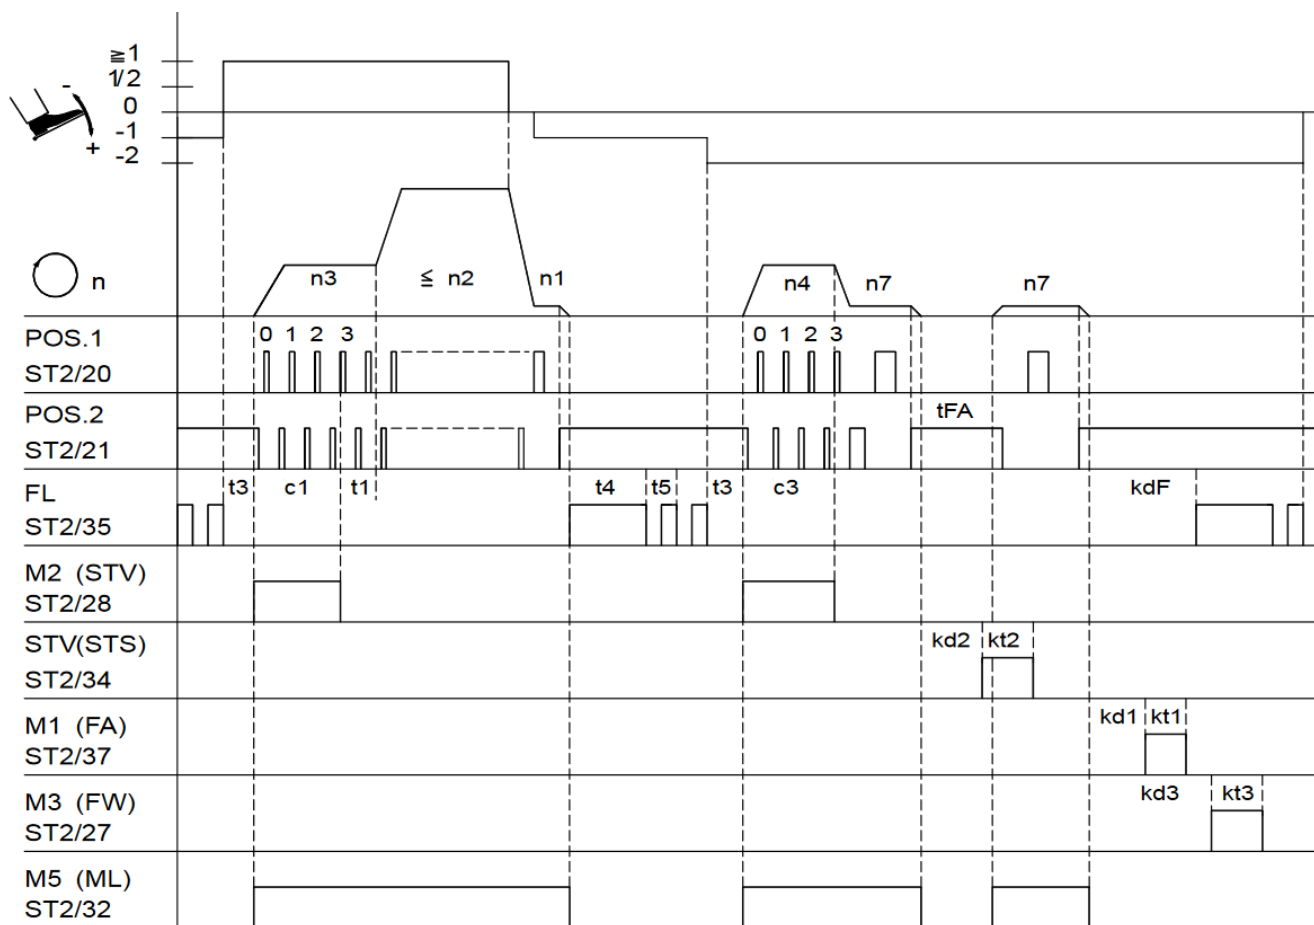 ≧1
1/2
0
-1
-2
-
+
n
n3
≦ n2
n1
n4
n7
n7
POS.1
ST2/20
0 1 2 3
0 1 2 3
POS.2
ST2/21
tFA
FL
ST2/35
t3 c1 t1 t4 t5 t3 c3 kdF
M2 (STV)
ST2/28
STV(STS)
ST2/34
kd2 kt2
M1 (FA)
ST2/37
kd1 kt1
M3 (FW)
ST2/27
kd3 kt3
M5 (ML)
ST2/32